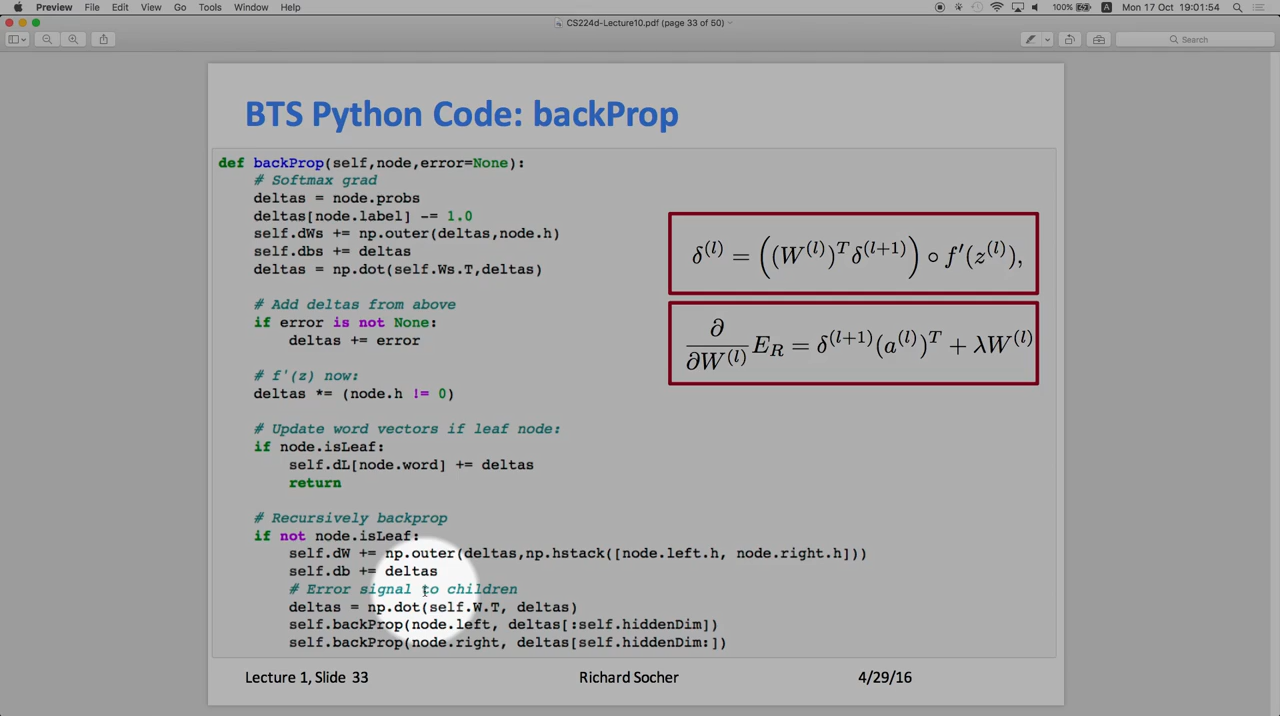 Preview File Edit View Go Tools Window Help 100% Mon 17 Oct 19:01:54
CS224d-Lecture10.pdf (page 33 of 50)
Search
BTS Python Code: backProp
def backProp(self,node,error=None):
# Softmax grad
deltas = node.probs
deltas[node.label] -= 1.0
self.dWs += np.outer(deltas,node.h)
self.dbs += deltas
deltas = np.dot(self.Ws.T,deltas)
# Add deltas from above
if error is not None:
deltas += error
# f'(z) now:
deltas *= (node.h != 0)
# Update word vectors if leaf node:
if node.isLeaf:
self.dL[node.word] += deltas
return
# Recursively backprop
if not node.isLeaf:
self.dW += np.outer(deltas,np.hstack([node.left.h, node.right.h]))
self.db += deltas
# Error signal to children
deltas = np.dot(self.W.T, deltas)
self.backProp(node.left, deltas[:self.hiddenDim])
self.backProp(node.right, deltas[self.hiddenDim:])
δ^(l) = ((W^(l))^T δ^(l+1)) ∘ f′(z^(l)),
∂/∂W^(l) E_R = δ^(l+1)(a^(l))^T + λW^(l)
Lecture 1, Slide 33 Richard Socher 4/29/16